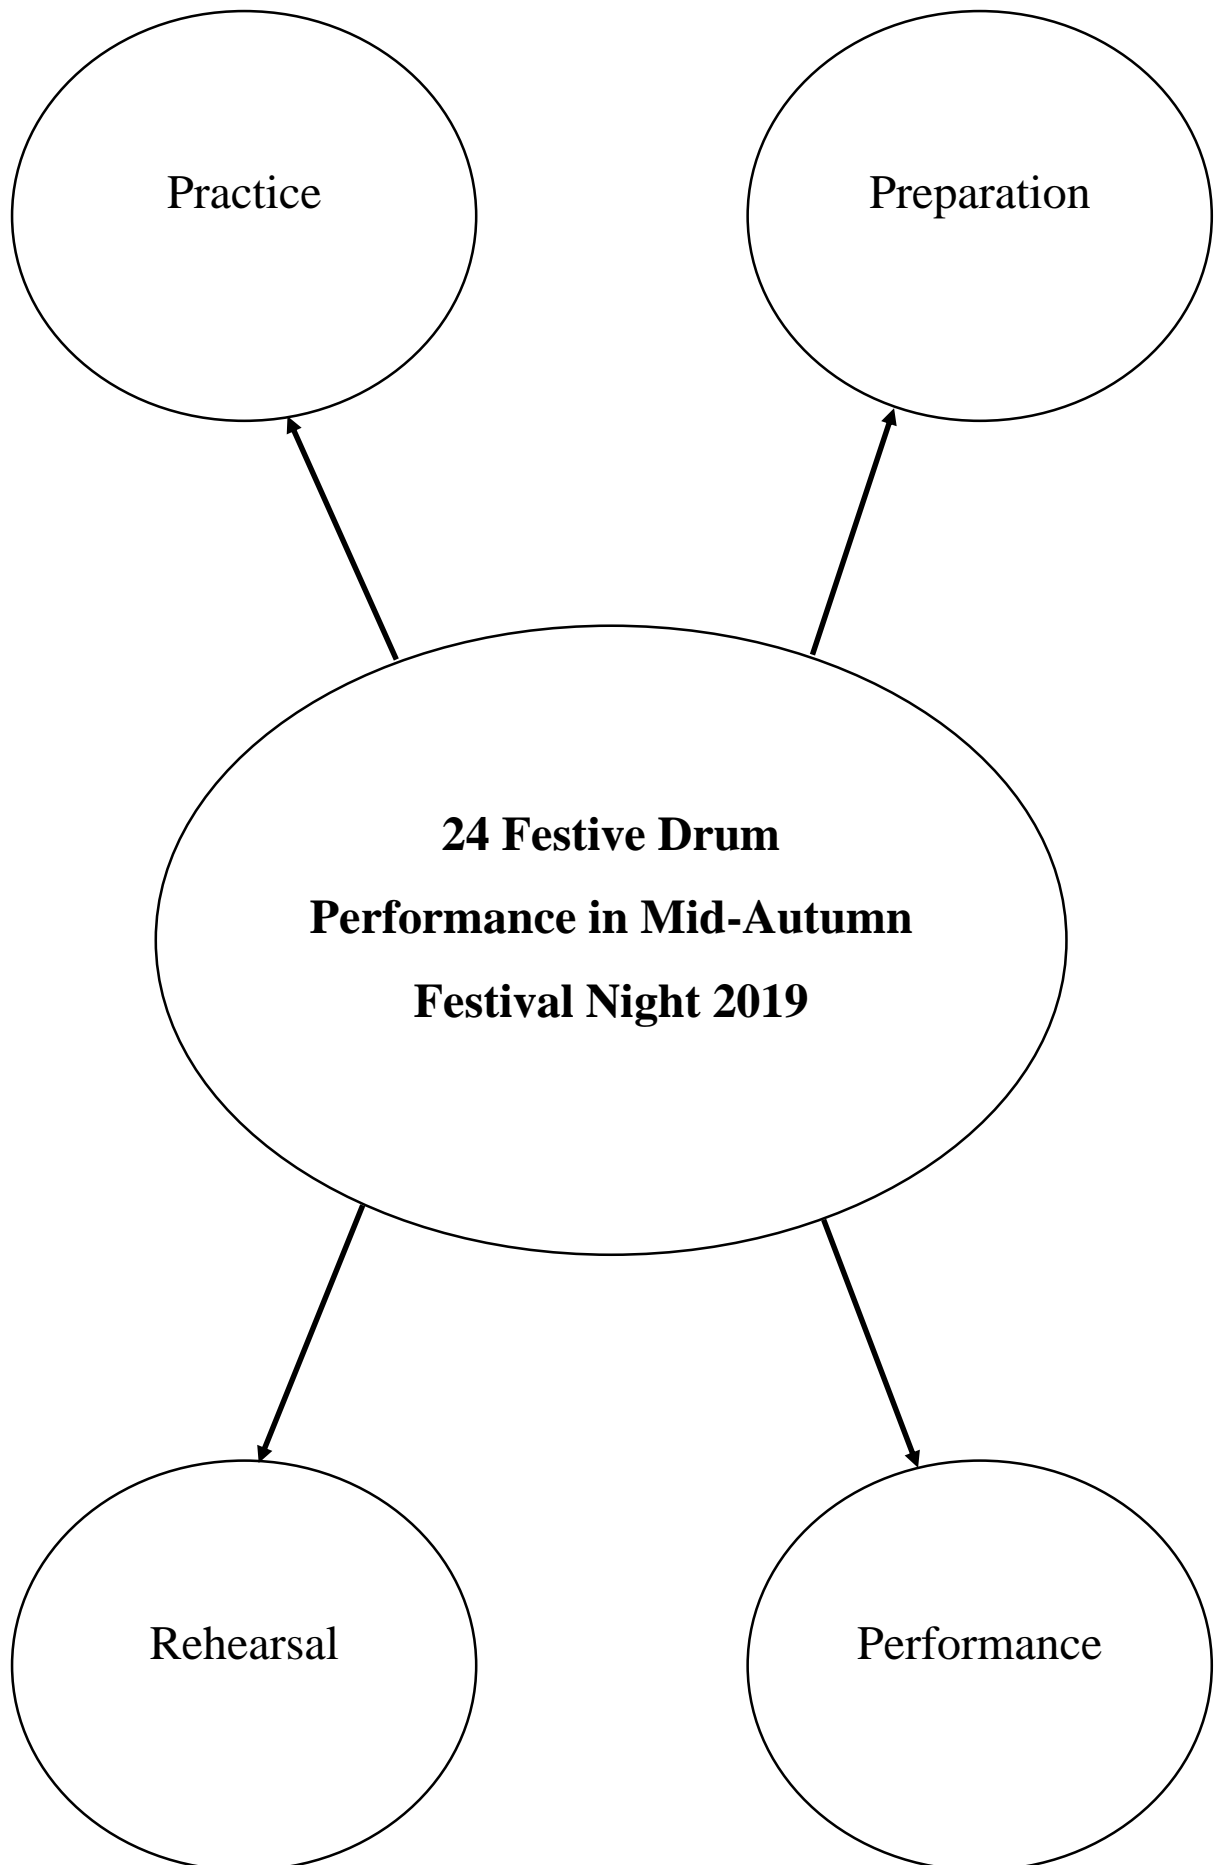 Practice
Preparation
24 Festive Drum
Performance in Mid-Autumn
Festival Night 2019
Rehearsal
Performance